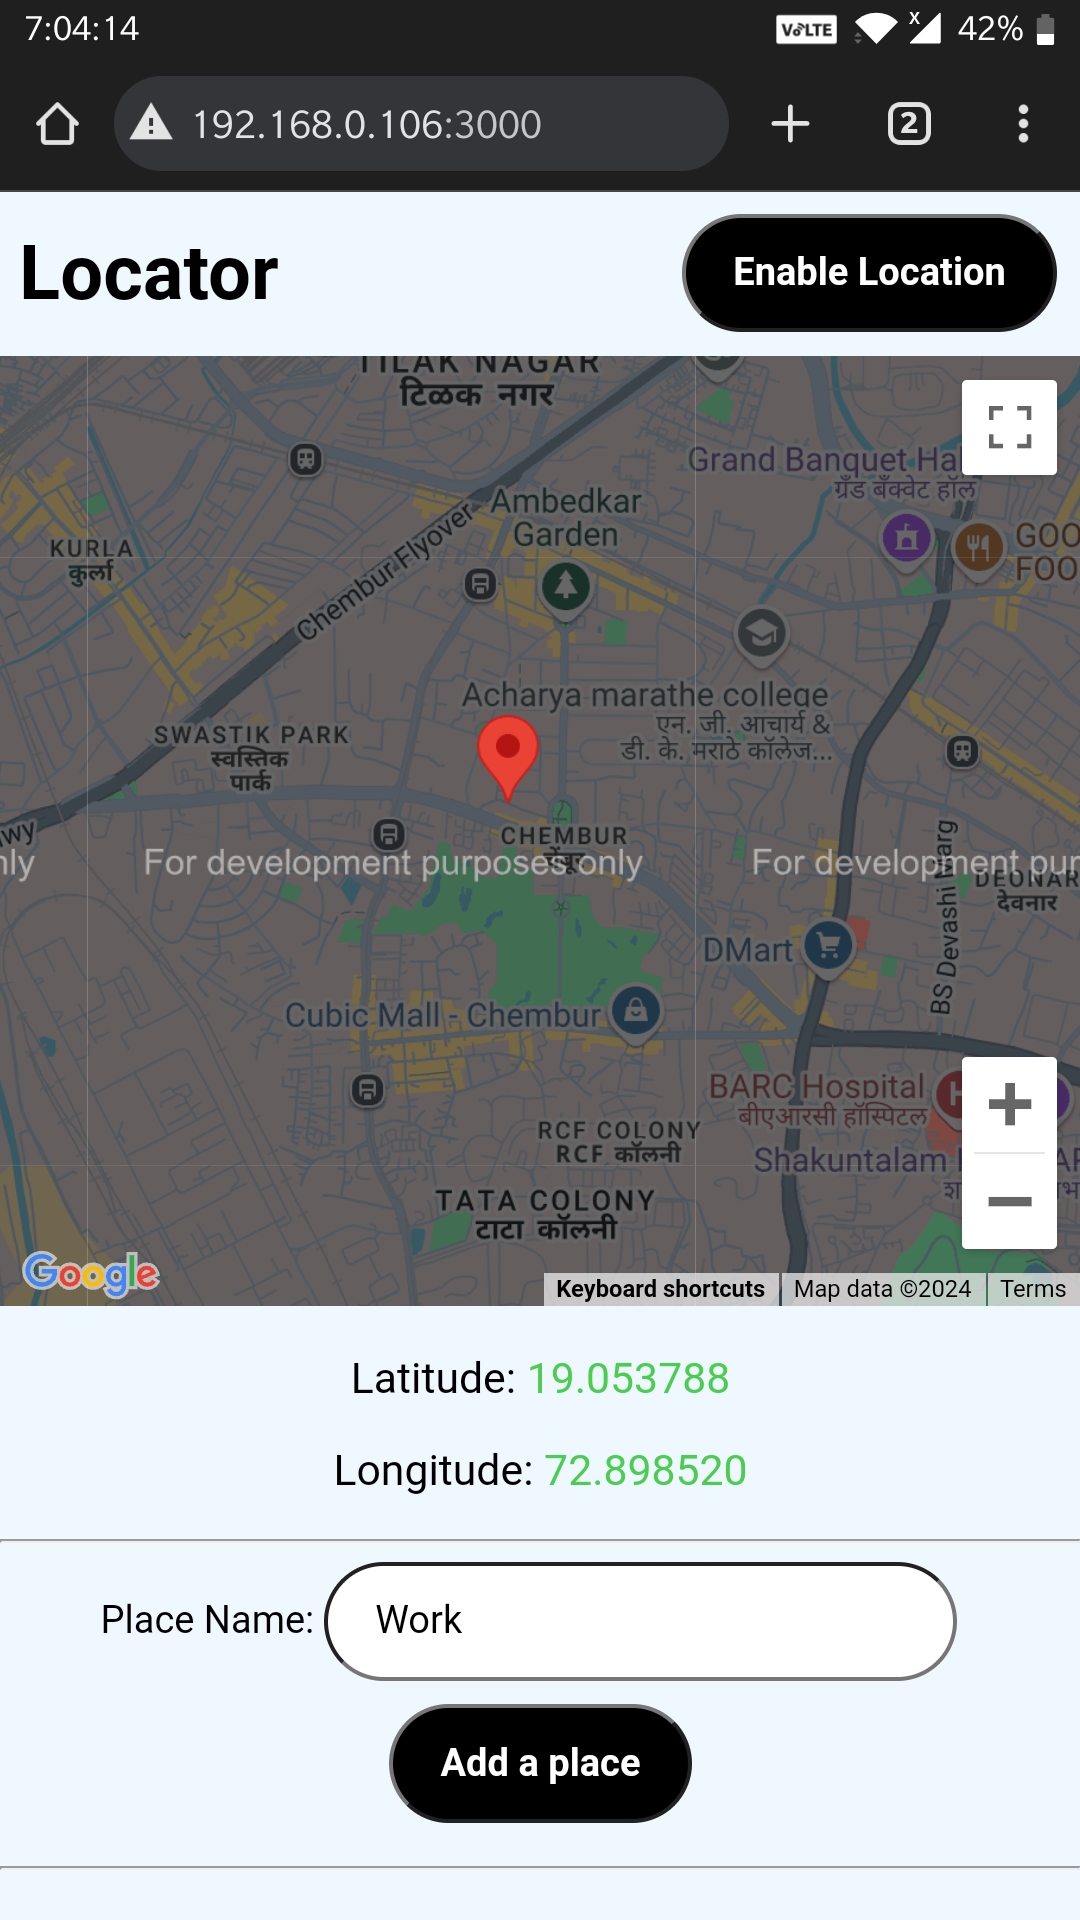 7:04:14
VoLTE
X
42%
192.168.0.106:3000
2
Locator
Enable Location
TILAK NAGAR
टिळक नगर
Grand Banquet Hal
ग्रँड बँक्वेट हॉल
Ambedkar
Garden
GOO
FOO
KURLA
कुर्ला
Chembur Flyover
Acharya marathe college
एन. जी. आचार्य &
डी. के. मराठे कॉलेज...
SWASTIK PARK
स्वस्तिक
पार्क
wy
CHEMBUR
चेंबूर
nly
For development purposes only
For development pur
BS Devashi Marg
DEONAR
देवनार
DMart
Cubic Mall - Chembur
BARC Hospital
बीएआरसी हॉस्पिटल
H
RCF COLONY
RCF कॉलनी
Shakuntalam
TATA COLONY
टाटा कॉलनी
Google
Keyboard shortcuts
Map data ©2024
Terms
Latitude: 19.053788
Longitude: 72.898520
Place Name: Work
Add a place